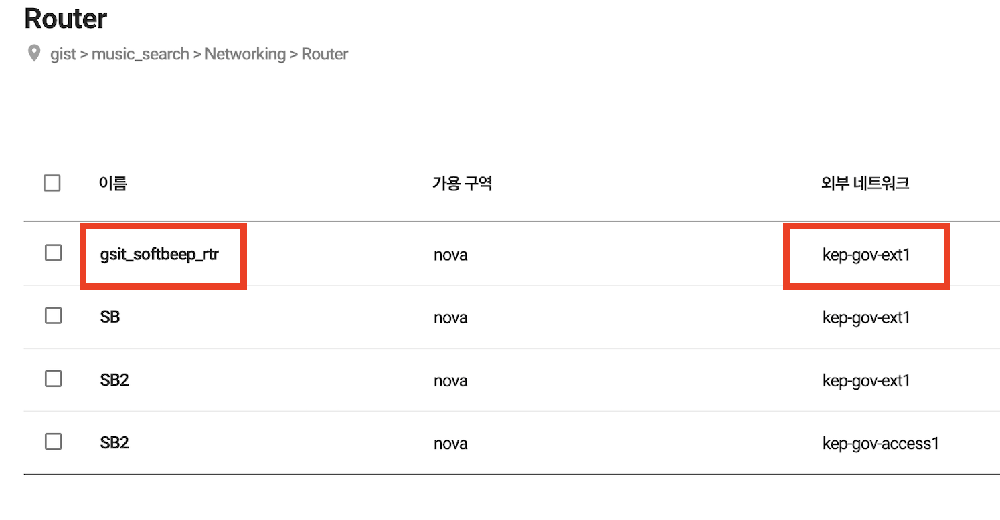 Router
gist > music_search > Networking > Router
이름 가용 구역 외부 네트워크
gsit_softbeep_rtr nova kep-gov-ext1
SB nova kep-gov-ext1
SB2 nova kep-gov-ext1
SB2 nova kep-gov-access1